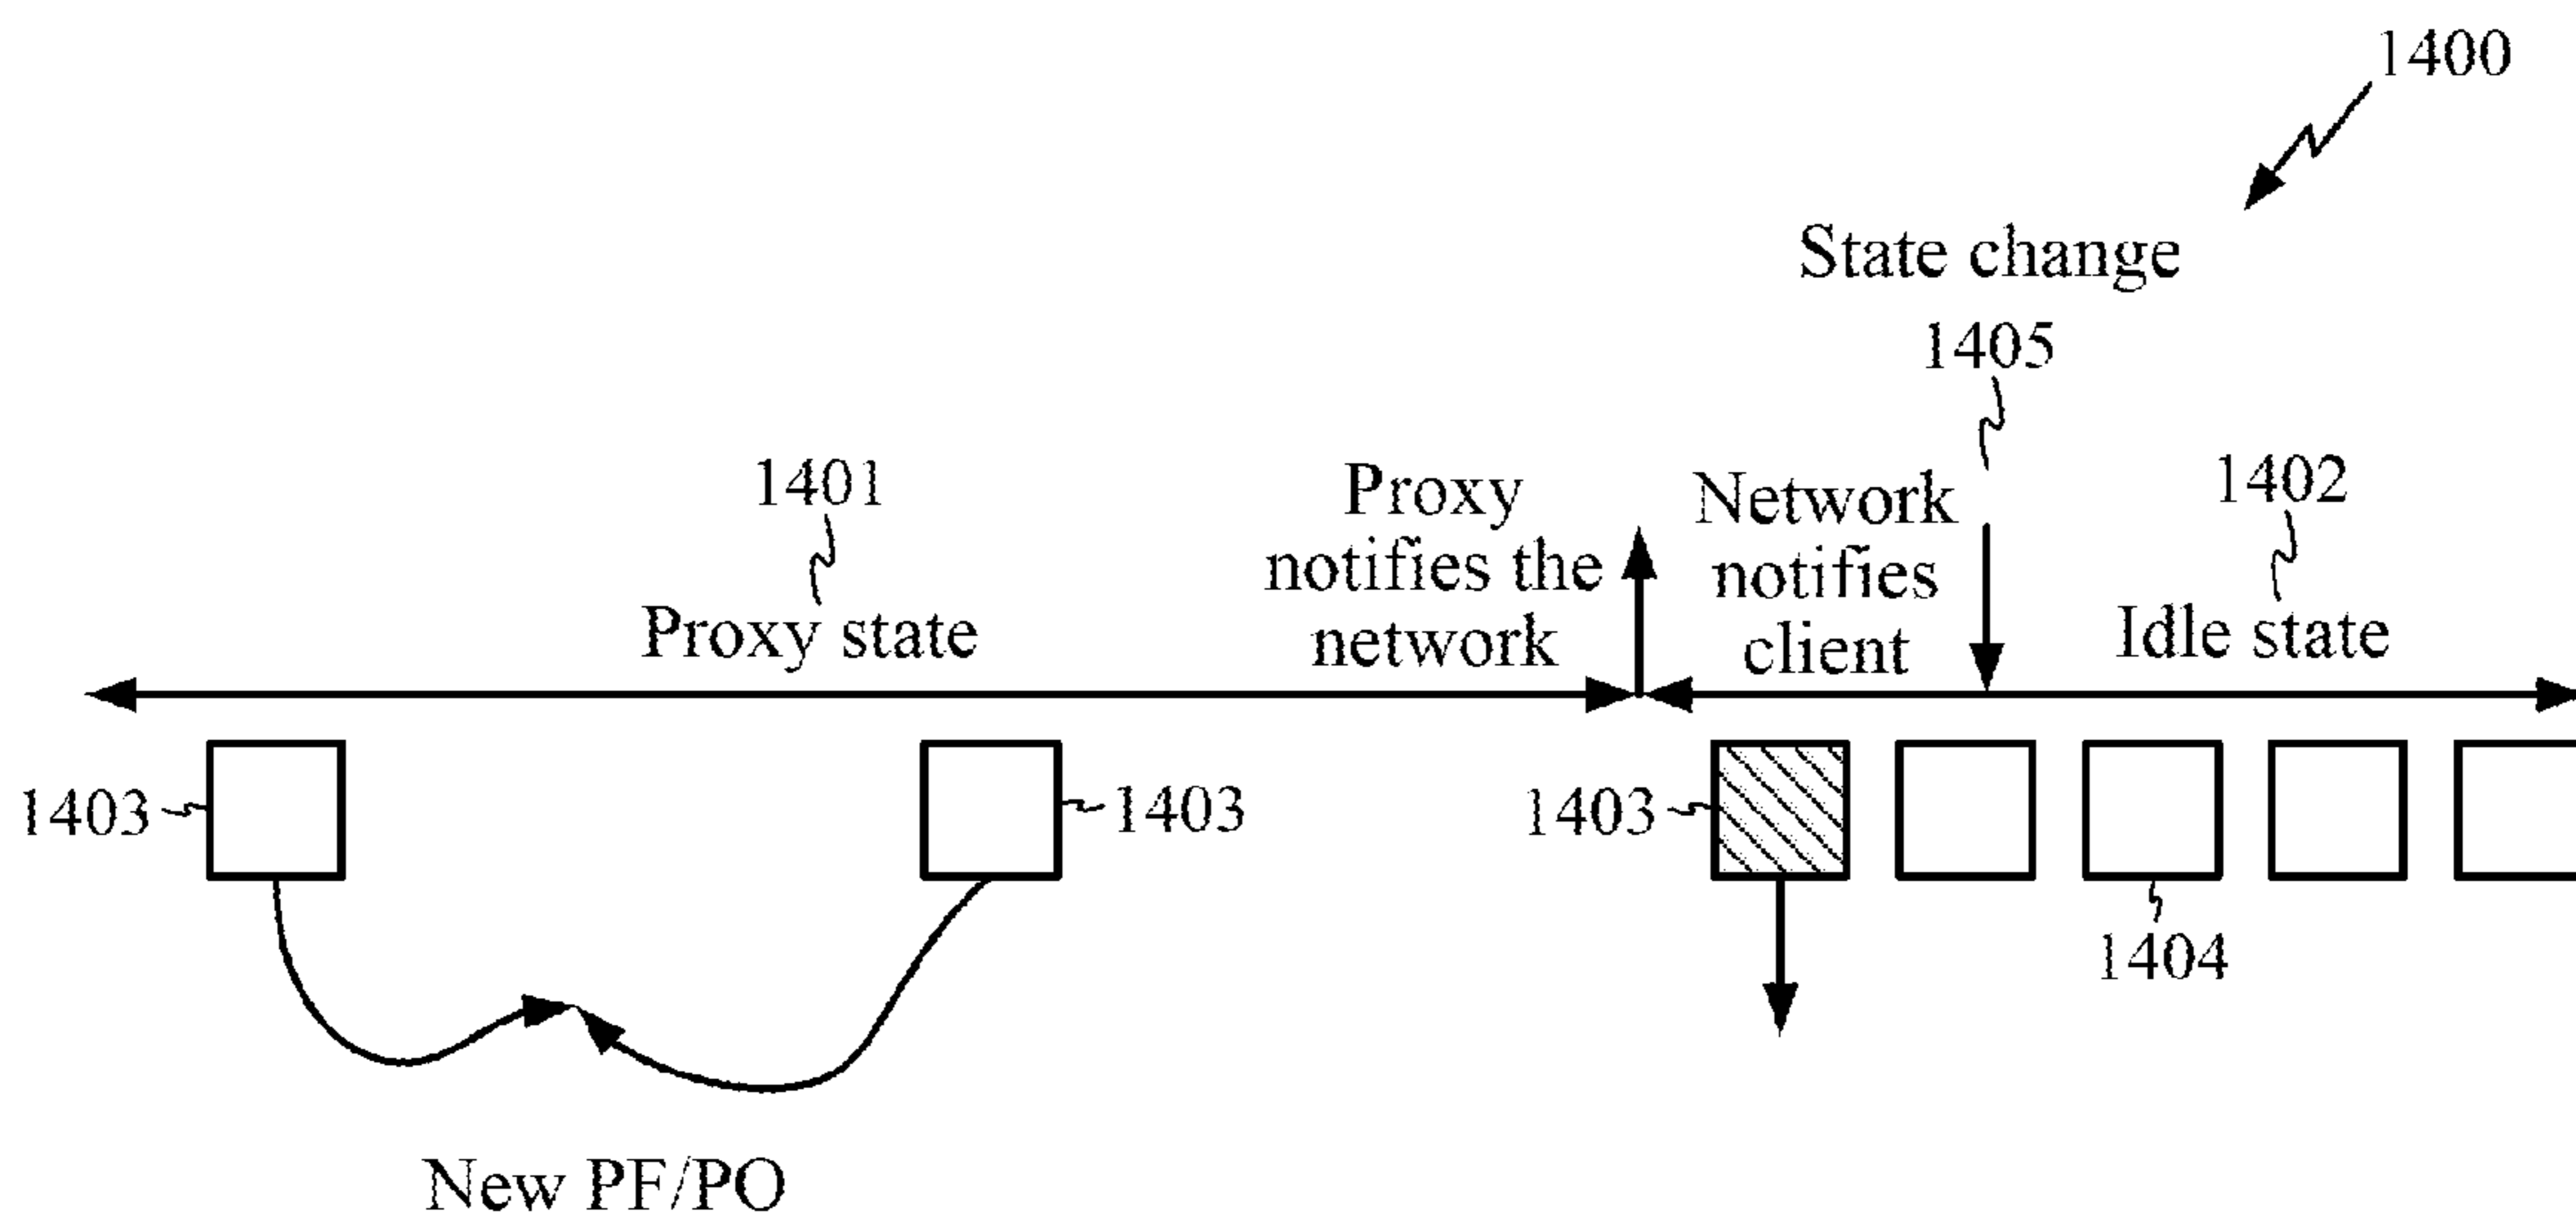 1400
State change
1405
1401
Proxy
notifies the
network
Network
notifies
client
1402
Proxy state
Idle state
1403
1403
1403
1404
New PF/PO